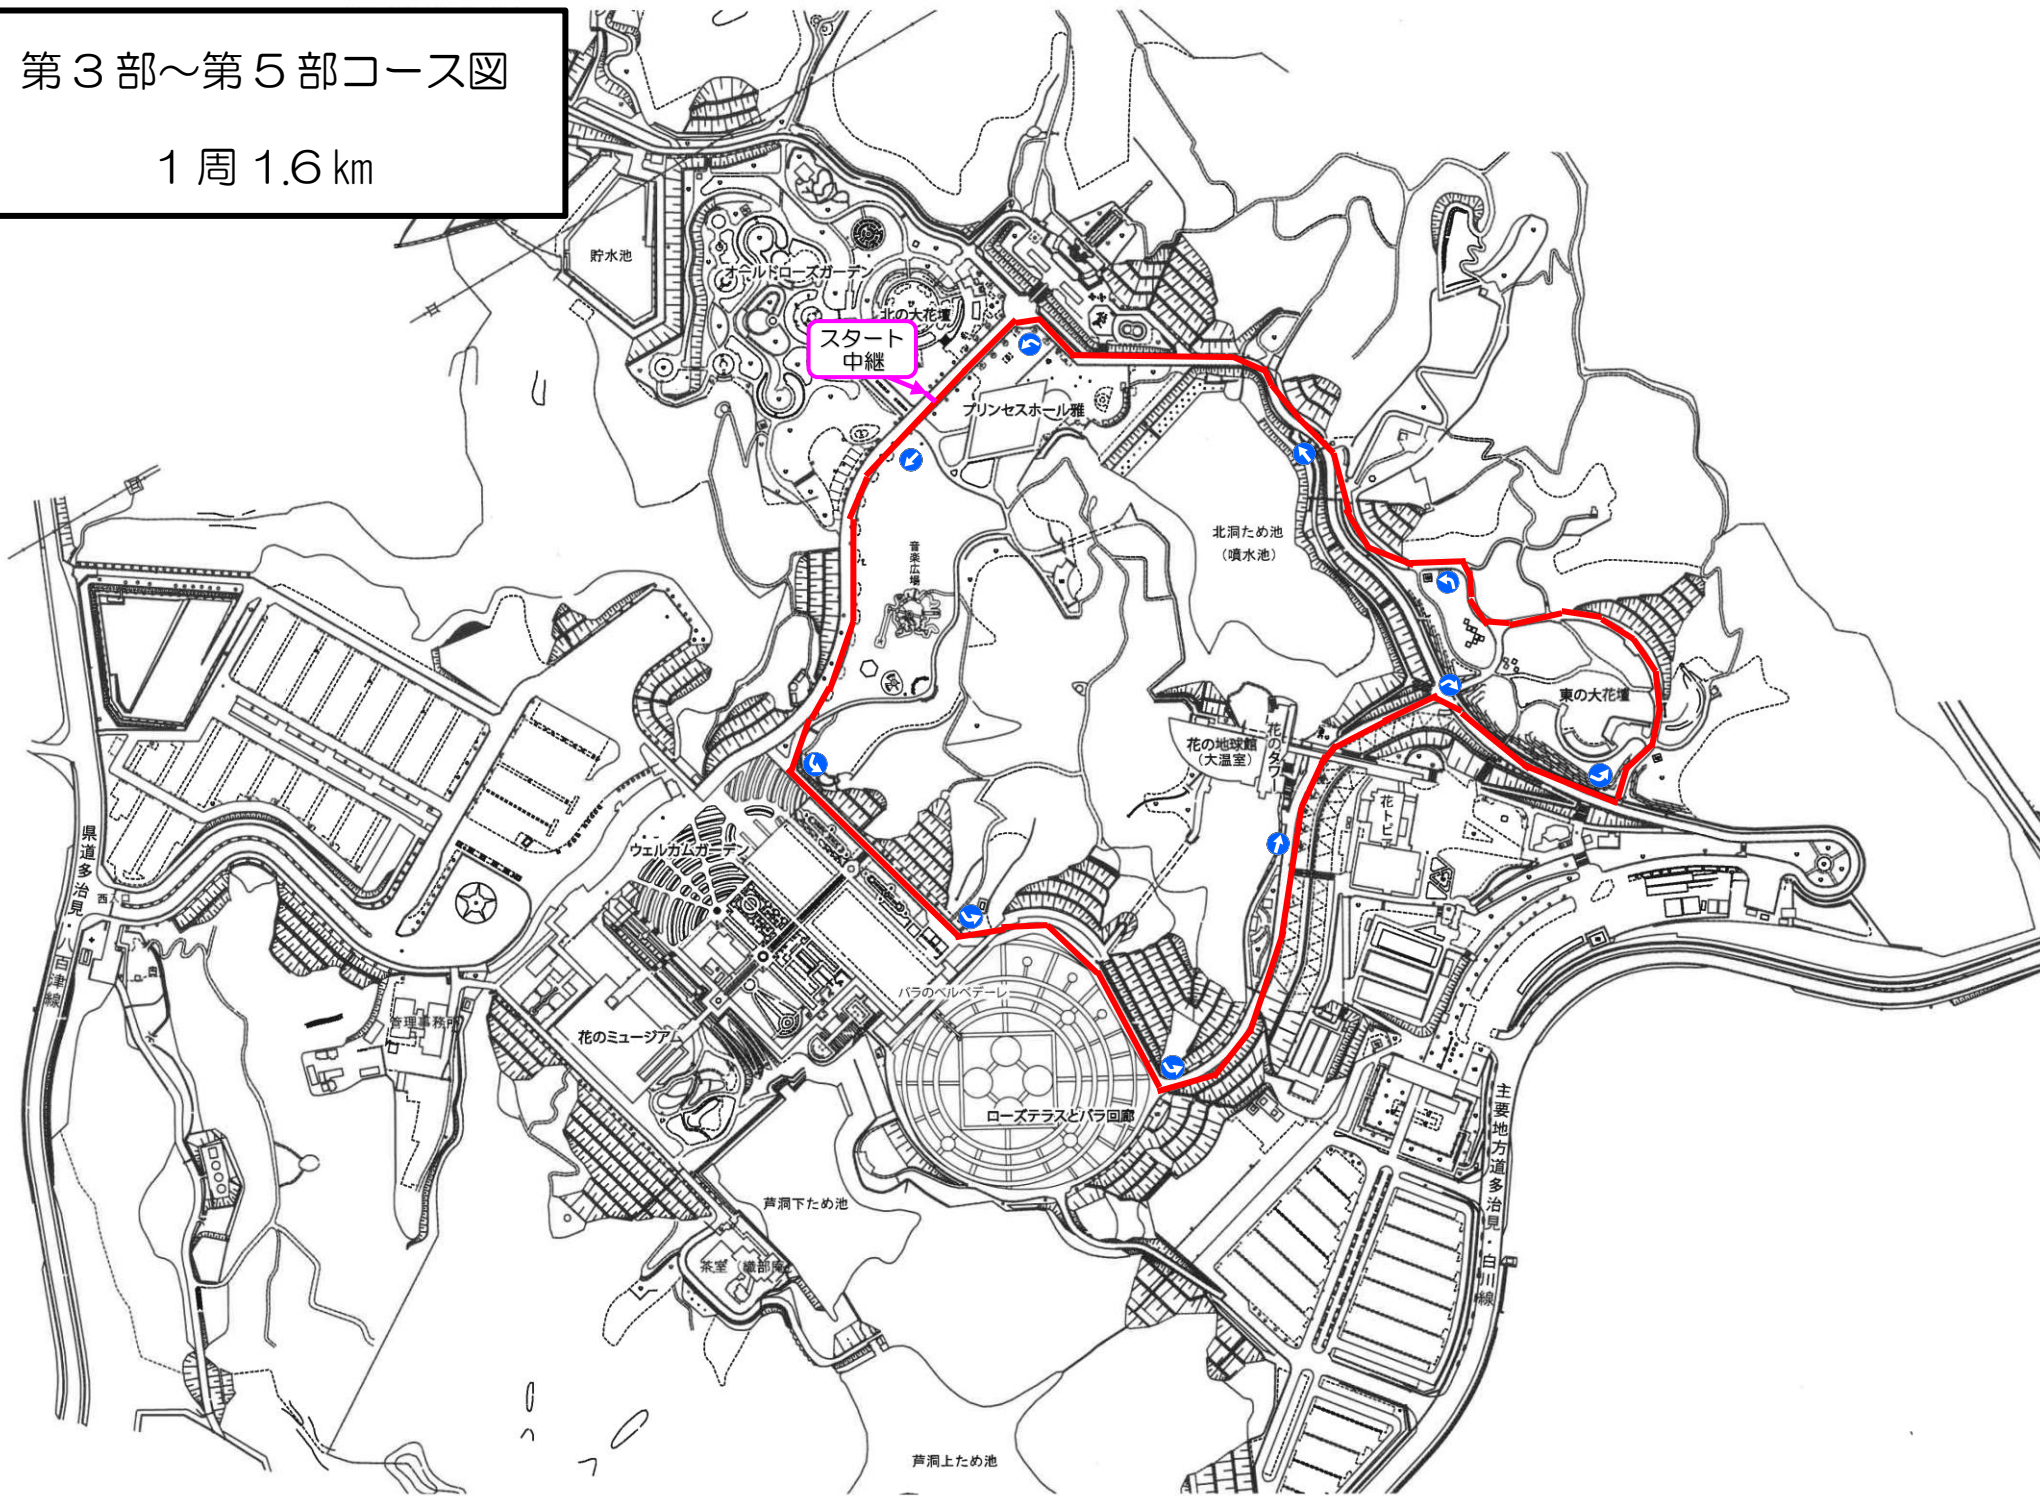 第３部～第５部コース図
１周 1.6㎞
貯水池
オールドローズガーデン
北の大花壇
スタート
中継
プリンセスホール雅
音楽広場
北洞ため池
（噴水池）
東の大花壇
花の地球館
（大温室）
花のタワー
花トピア
ウェルカムガーデン
県道多治見・八百津線
西入口
管理事務所
花のミュージアム
バラのベルベデーレ
ローズテラスとバラ回廊
主要地方道多治見・白川線
芦洞下ため池
茶室（織部庵）
芦洞上ため池